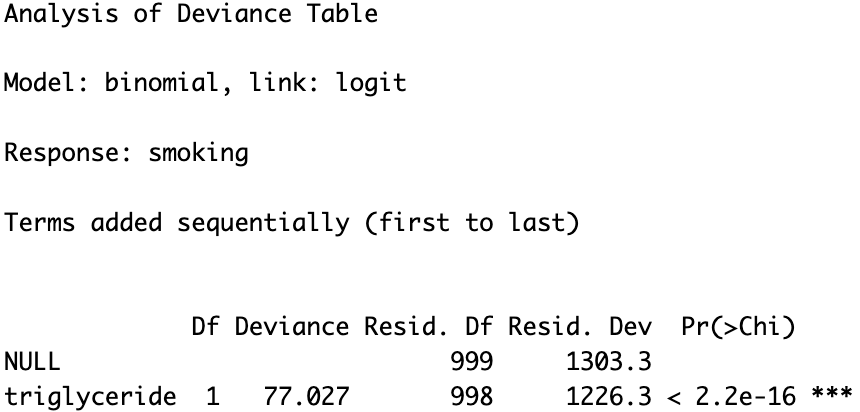 Analysis of Deviance Table
Model: binomial, link: logit
Response: smoking
Terms added sequentially (first to last)
Df Deviance Resid. Df Resid. Dev Pr(>Chi)
NULL 999 1303.3
triglyceride 1 77.027 998 1226.3 < 2.2e-16 ***